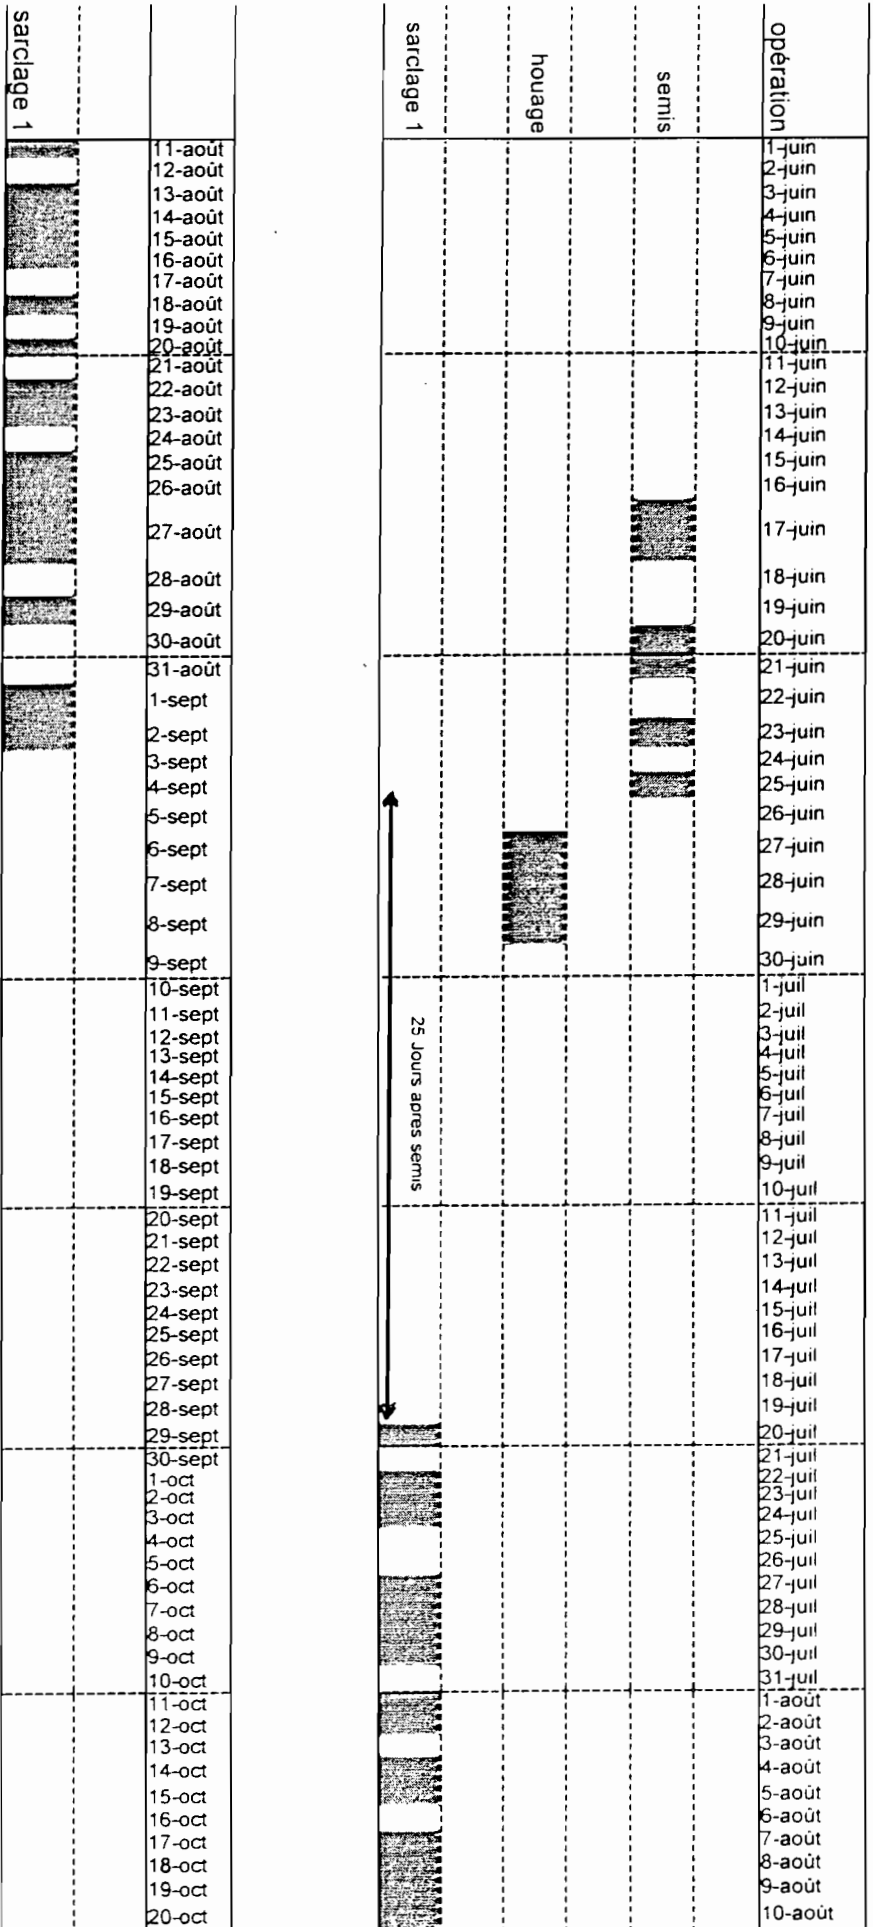 opération
1-juin
2-juin
3-juin
4-juin
5-juin
6-juin
7-juin
8-juin
9-juin
10-juin
11-juin
12-juin
13-juin
14-juin
15-juin
16-juin
17-juin
18-juin
19-juin
20-juin
21-juin
22-juin
23-juin
24-juin
25-juin
26-juin
27-juin
28-juin
29-juin
30-juin
1-juil
2-juil
3-juil
4-juil
5-juil
6-juil
7-juil
8-juil
9-juil
10-juil
11-juil
12-juil
13-juil
14-juil
15-juil
16-juil
17-juil
18-juil
19-juil
20-juil
21-juil
22-juil
23-juil
24-juil
25-juil
26-juil
27-juil
28-juil
29-juil
30-juil
31-juil
1-août
2-août
3-août
4-août
5-août
6-août
7-août
8-août
9-août
10-août
semis
houage
sarclage 1
25 Jours apres semis
11-août
12-août
13-août
14-août
15-août
16-août
17-août
18-août
19-août
20-août
21-août
22-août
23-août
24-août
25-août
26-août
27-août
28-août
29-août
30-août
31-août
1-sept
2-sept
3-sept
4-sept
5-sept
6-sept
7-sept
8-sept
9-sept
10-sept
11-sept
12-sept
13-sept
14-sept
15-sept
16-sept
17-sept
18-sept
19-sept
20-sept
21-sept
22-sept
23-sept
24-sept
25-sept
26-sept
27-sept
28-sept
29-sept
30-sept
1-oct
2-oct
3-oct
4-oct
5-oct
6-oct
7-oct
8-oct
9-oct
10-oct
11-oct
12-oct
13-oct
14-oct
15-oct
16-oct
17-oct
18-oct
19-oct
20-oct
sarclage 1